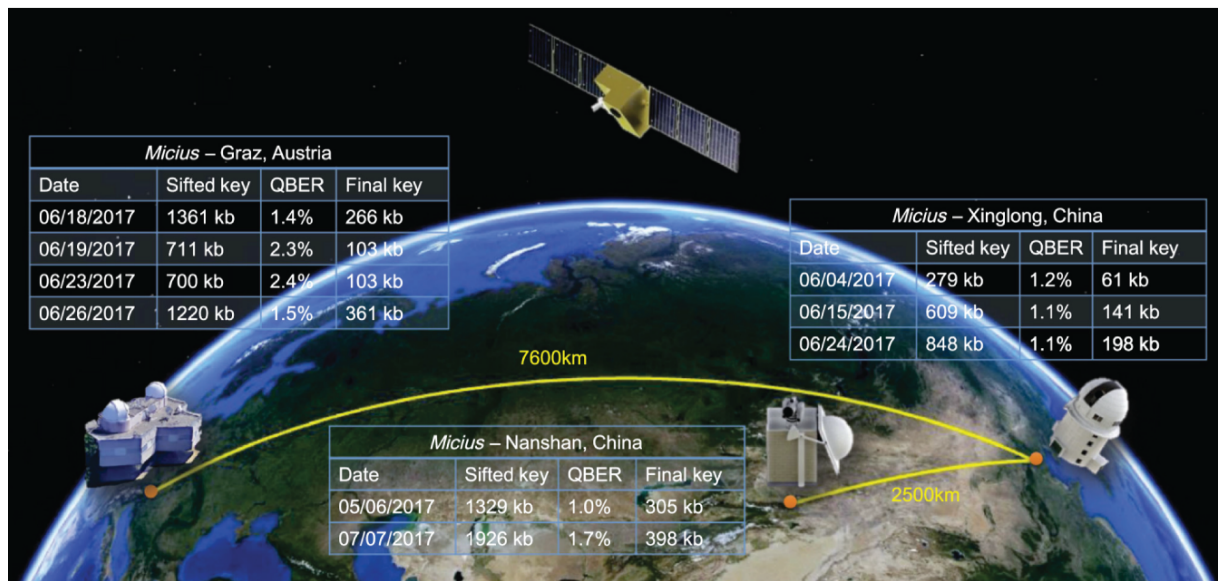 Micius – Graz, Austria
Date Sifted key QBER Final key
06/18/2017 1361 kb 1.4% 266 kb
06/19/2017 711 kb 2.3% 103 kb
06/23/2017 700 kb 2.4% 103 kb
06/26/2017 1220 kb 1.5% 361 kb
Micius – Xinglong, China
Date Sifted key QBER Final key
06/04/2017 279 kb 1.2% 61 kb
06/15/2017 609 kb 1.1% 141 kb
06/24/2017 848 kb 1.1% 198 kb
7600km
Micius – Nanshan, China
Date Sifted key QBER Final key
05/06/2017 1329 kb 1.0% 305 kb
07/07/2017 1926 kb 1.7% 398 kb
2500km